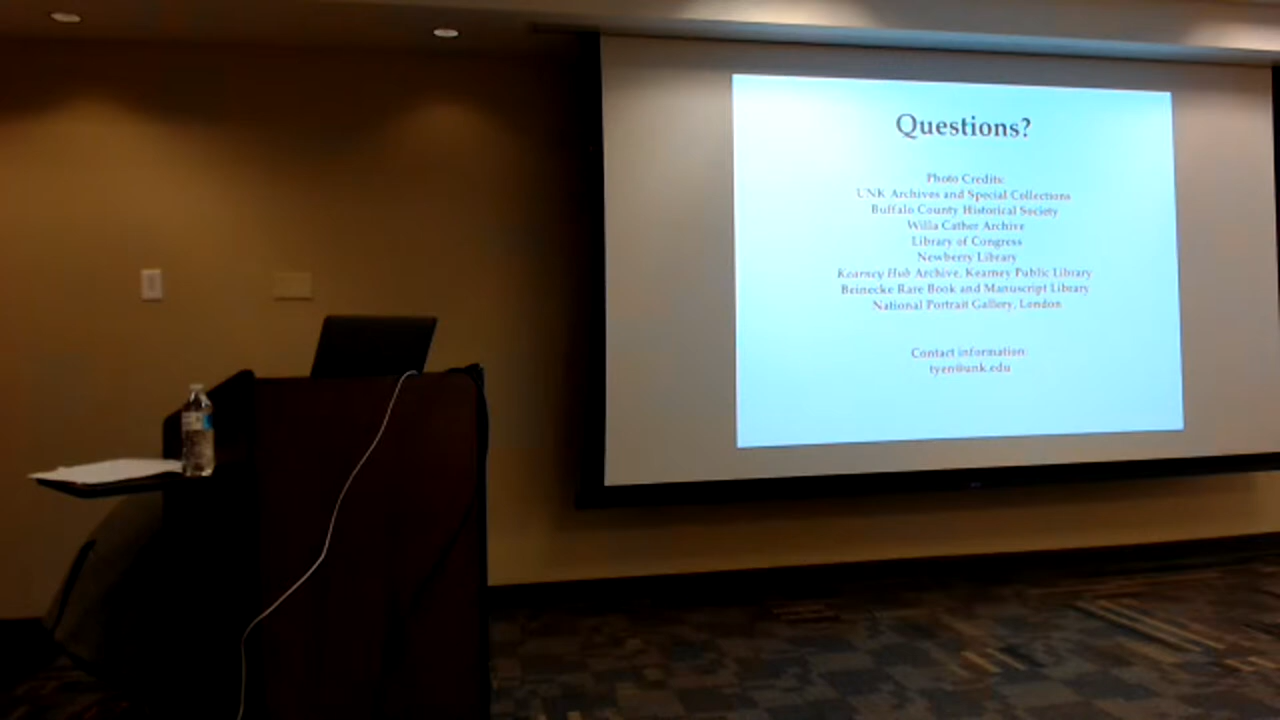 Questions?
Photo Credits:
UNK Archives and Special Collections
Buffalo County Historical Society
Willa Cather Archive
Library of Congress
Newberry Library
Kearney Hub Archive, Kearney Public Library
Beinecke Rare Book and Manuscript Library
National Portrait Gallery, London
Contact information:
tyen@unk.edu